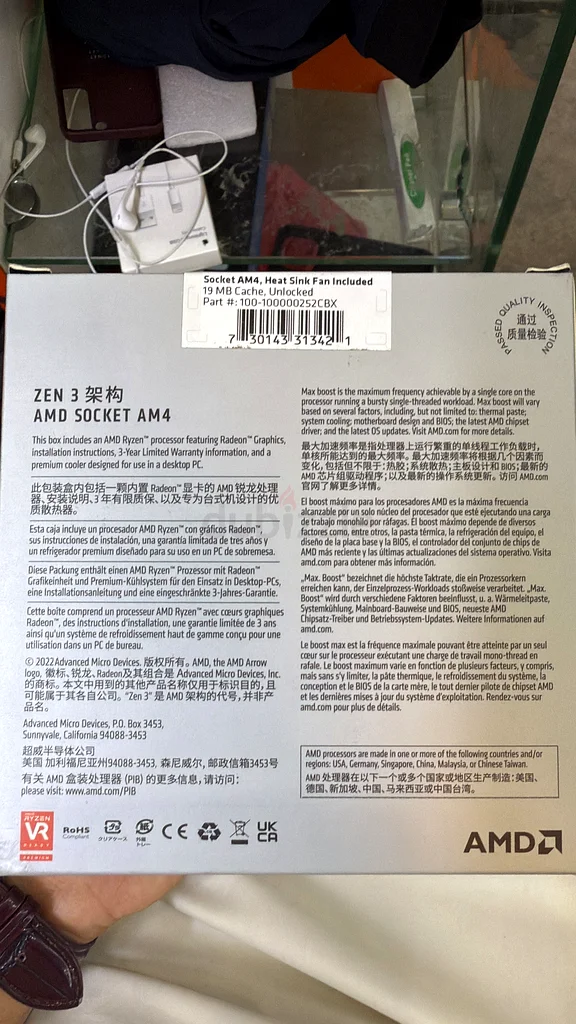 Socket AM4, Heat Sink Fan Included
19 MB Cache, Unlocked
Part #: 100-100000252CBX
7 30143 31342 1
PASSED QUALITY INSPECTION
通过
质量检验
ZEN 3 架构
AMD SOCKET AM4
This box includes an AMD Ryzen™ processor featuring Radeon™ Graphics,
installation instructions, 3-Year Limited Warranty information, and a
premium cooler designed for use in a desktop PC.
此包装盒内包括一颗内置 Radeon™ 显卡的 AMD 锐龙处理
器、安装说明、3 年有限质保、以及专为台式机设计的优
质散热器。
Esta caja incluye un procesador AMD Ryzen™ con gráficos Radeon™,
sus instrucciones de instalación, una garantía limitada de tres años y
un refrigerador premium diseñado para su uso en un PC de sobremesa.
Diese Packung enthält einen AMD Ryzen™ Prozessor mit Radeon™
Grafikeinheit und Premium-Kühlsystem für den Einsatz in Desktop-PCs,
eine Installationsanleitung und eine eingeschränkte 3-Jahres-Garantie.
Cette boîte comprend un processeur AMD Ryzen™ avec cœurs graphiques
Radeon™, des instructions d'installation, une garantie limitée de 3 ans
ainsi qu'un système de refroidissement haut de gamme conçu pour une
utilisation dans un PC de bureau.
© 2022 Advanced Micro Devices. 版权所有。AMD, the AMD Arrow
logo, 徽标、锐龙、Radeon及其组合是 Advanced Micro Devices, Inc.
的商标。本文中用到的其他产品名称仅用于标识目的，且
可能属于其各自公司。"Zen 3" 是 AMD 架构的代号，并非产
品名。
Advanced Micro Devices, P.O. Box 3453,
Sunnyvale, California 94088-3453
超威半导体公司
美国 加利福尼亚州94088-3453, 森尼威尔, 邮政信箱3453号
有关 AMD 盒装处理器 (PIB) 的更多信息, 请访问：
please visit: www.amd.com/PIB
Max boost is the maximum frequency achievable by a single core on the
processor running a bursty single-threaded workload. Max boost will vary
based on several factors, including, but not limited to: thermal paste;
system cooling; motherboard design and BIOS; the latest AMD chipset
driver; and the latest OS updates. Visit AMD.com for more details.
最大加速频率是指处理器上运行繁重的单线程工作负载时，
单核所能达到的最大频率。最大加速频率将根据几个因素而
变化，包括但不限于：热胶；系统散热；主板设计和 BIOS；最新的
AMD 芯片组驱动程序；以及最新的操作系统更新。访问 AMD.com
官网了解更多详情。
El boost máximo para los procesadores AMD es la máxima frecuencia
alcanzable por un solo núcleo del procesador que esté ejecutando una carga
de trabajo monohilo por ráfagas. El boost máximo depende de diversos
factores como, entre otros, la pasta térmica, la refrigeración del equipo, el
diseño de la placa base y la BIOS, el controlador del conjunto de chips de
AMD más reciente y las últimas actualizaciones del sistema operativo. Visita
amd.com para obtener más información.
„Max. Boost" bezeichnet die höchste Taktrate, die ein Prozessorkern
erreichen kann, der Einzelprozess-Workloads stoßweise verarbeitet. „Max.
Boost" wird durch verschiedene Faktoren beeinflusst, u. a. Wärmeleitpaste,
Systemkühlung, Mainboard-Bauweise und BIOS, neueste AMD
Chipsatz-Treiber und Betriebssystem-Updates. Weitere Informationen auf
amd.com.
Le boost max est la fréquence maximale pouvant être atteinte par un seul
cœur sur le processeur exécutant une charge de travail mono-thread en
rafale. Le boost maximum varie en fonction de plusieurs facteurs, y compris,
mais sans s'y limiter, la pâte thermique, le refroidissement du système, la
conception et le BIOS de la carte mère, le tout dernier pilote de chipset AMD
et les dernières mises à jour du système d'exploitation. Rendez-vous sur
amd.com pour plus de détails.
AMD processors are made in one or more of the following countries and/or
regions: USA, Germany, Singapore, China, Malaysia, or Chinese Taiwan.
AMD 处理器在以下一个或多个国家或地区生产制造：美国、
德国、新加坡、中国、马来西亚或中国台湾。
RYZEN
VR
READY
PREMIUM
RoHS
Compliant
クリアケース
外箱
トレー
CE
UK
CA
AMD